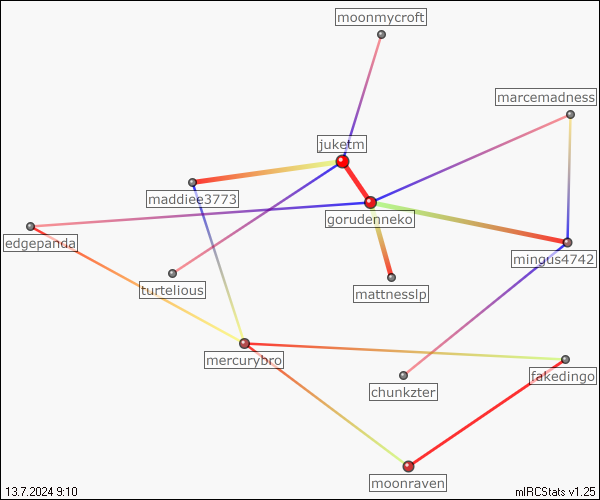 moonmycroft
marcemadness
juketm
maddiee3773
gorudenneko
edgepanda
mingus4742
turtelious
mattnesslp
mercurybro
fakedingo
chunkzter
moonraven
13.7.2024 9:10
mIRCStats v1.25